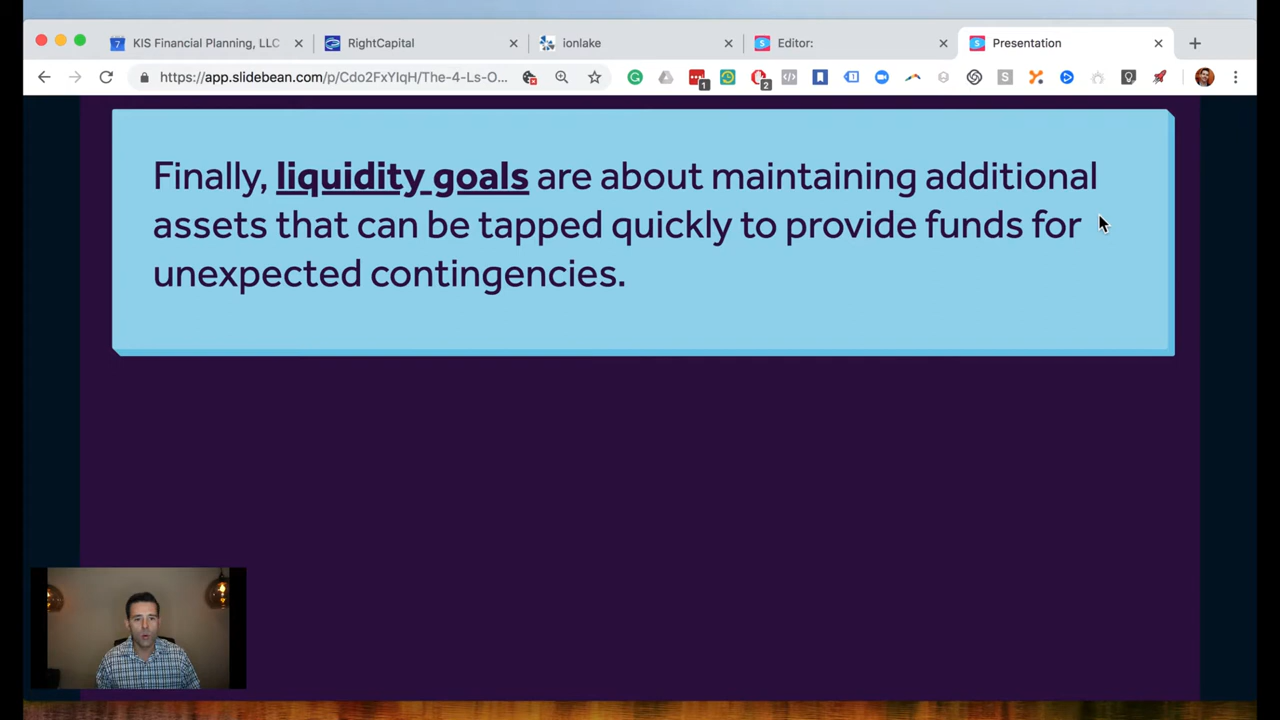 KIS Financial Planning, LLC
RightCapital
ionlake
Editor:
Presentation
https://app.slidebean.com/p/Cdo2FxYIqH/The-4-Ls-O...
Finally, liquidity goals are about maintaining additional
assets that can be tapped quickly to provide funds for
unexpected contingencies.